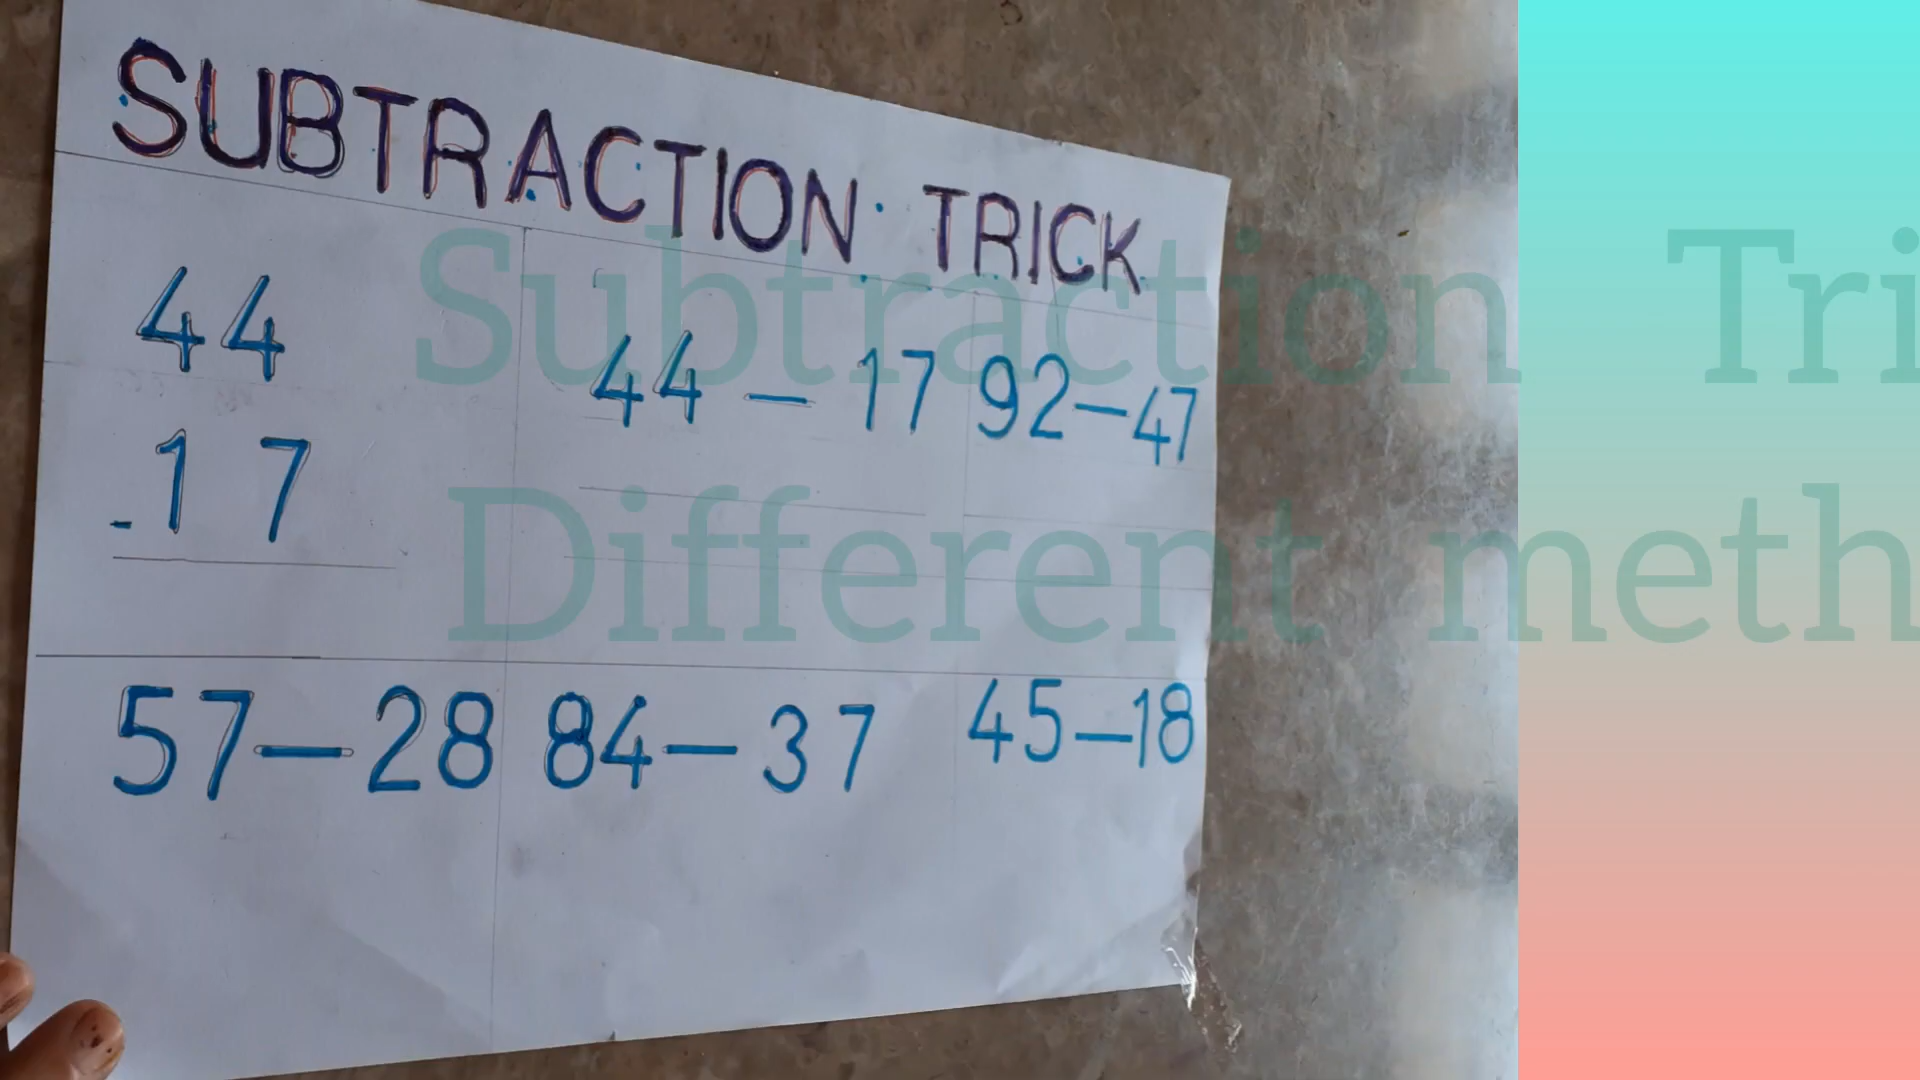 SUBTRACTION TRICK
44
-17
44-17
92-47
57-28
84-37
45-18
Subtraction Tri
Different meth